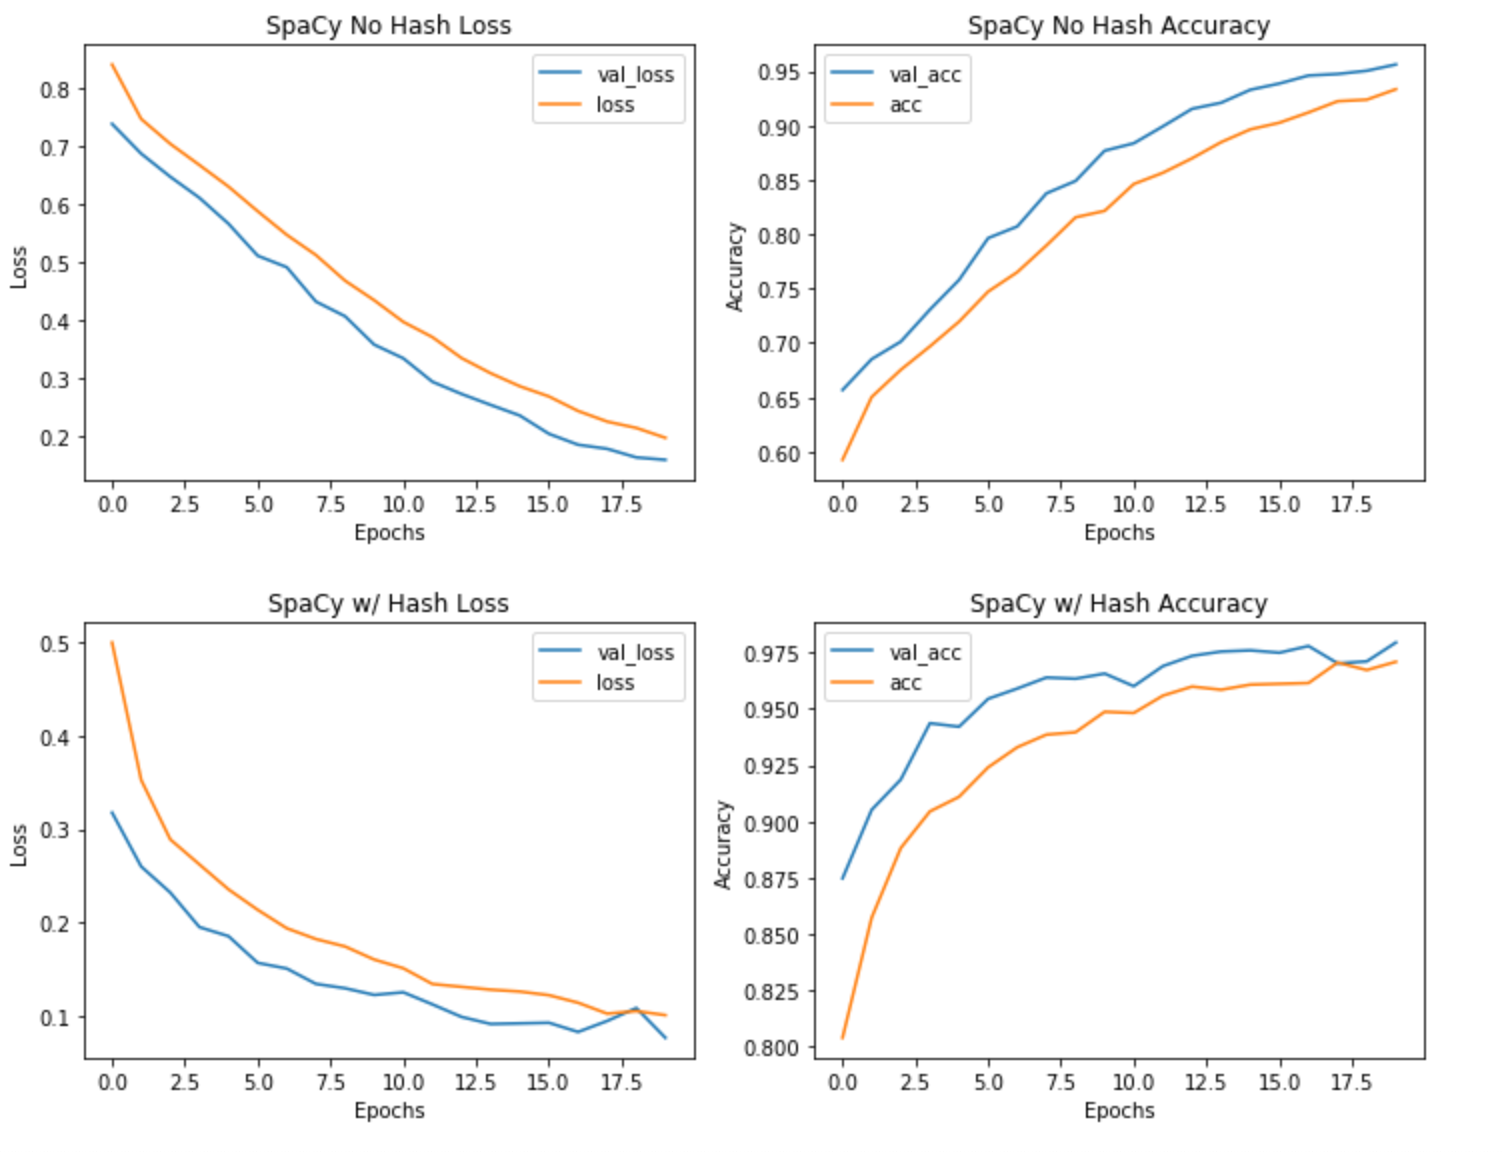 SpaCy No Hash Loss
val_loss
loss
0.8
0.7
0.6
0.5
0.4
0.3
0.2
Loss
0.0 2.5 5.0 7.5 10.0 12.5 15.0 17.5
Epochs
SpaCy No Hash Accuracy
val_acc
acc
0.95
0.90
0.85
0.80
0.75
0.70
0.65
0.60
Accuracy
0.0 2.5 5.0 7.5 10.0 12.5 15.0 17.5
Epochs
SpaCy w/ Hash Loss
val_loss
loss
0.5
0.4
0.3
0.2
0.1
Loss
0.0 2.5 5.0 7.5 10.0 12.5 15.0 17.5
Epochs
SpaCy w/ Hash Accuracy
val_acc
acc
0.975
0.950
0.925
0.900
0.875
0.850
0.825
0.800
Accuracy
0.0 2.5 5.0 7.5 10.0 12.5 15.0 17.5
Epochs